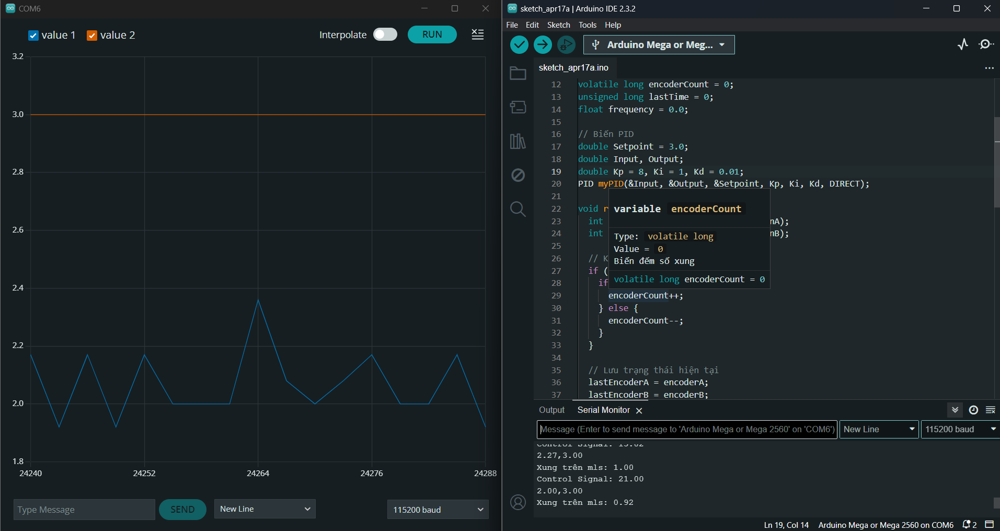 COM6
value 1
value 2
Interpolate
RUN
3.2
3.0
2.8
2.6
2.4
2.2
2.0
1.8
24240
24252
24264
24276
24288
Type Message
SEND
New Line
115200 baud
sketch_apr17a | Arduino IDE 2.3.2
File Edit Sketch Tools Help
Arduino Mega or Meg...
sketch_apr17a.ino
12 volatile long encoderCount = 0;
13 unsigned long lastTime = 0;
14 float frequency = 0.0;
15
16 // Biến PID
17 double Setpoint = 3.0;
18 double Input, Output;
19 double Kp = 8, Ki = 1, Kd = 0.01;
20 PID myPID(&Input, &Output, &Setpoint, Kp, Ki, Kd, DIRECT);
21
22 void r
variable encoderCount
23 int nA);
24 int nB);
Type: volatile long
Value = 0
Biến đếm số xung
volatile long encoderCount = 0
25
26 // K
27 if (
28 if
29 encoderCount++;
30 } else {
31 encoderCount--;
32 }
33 }
34
35 // Lưu trạng thái hiện tại
36 lastEncoderA = encoderA;
37 lastEncoderB = encoderB;
Output
Serial Monitor
Message (Enter to send message to 'Arduino Mega or Mega 2560' on 'COM6')
New Line
115200 baud
Control Signal: 15.82
2.27,3.00
Xung trên mls: 1.00
Control Signal: 21.00
2.00,3.00
Xung trên mls: 0.92
Ln 19, Col 14 Arduino Mega or Mega 2560 on COM6 2